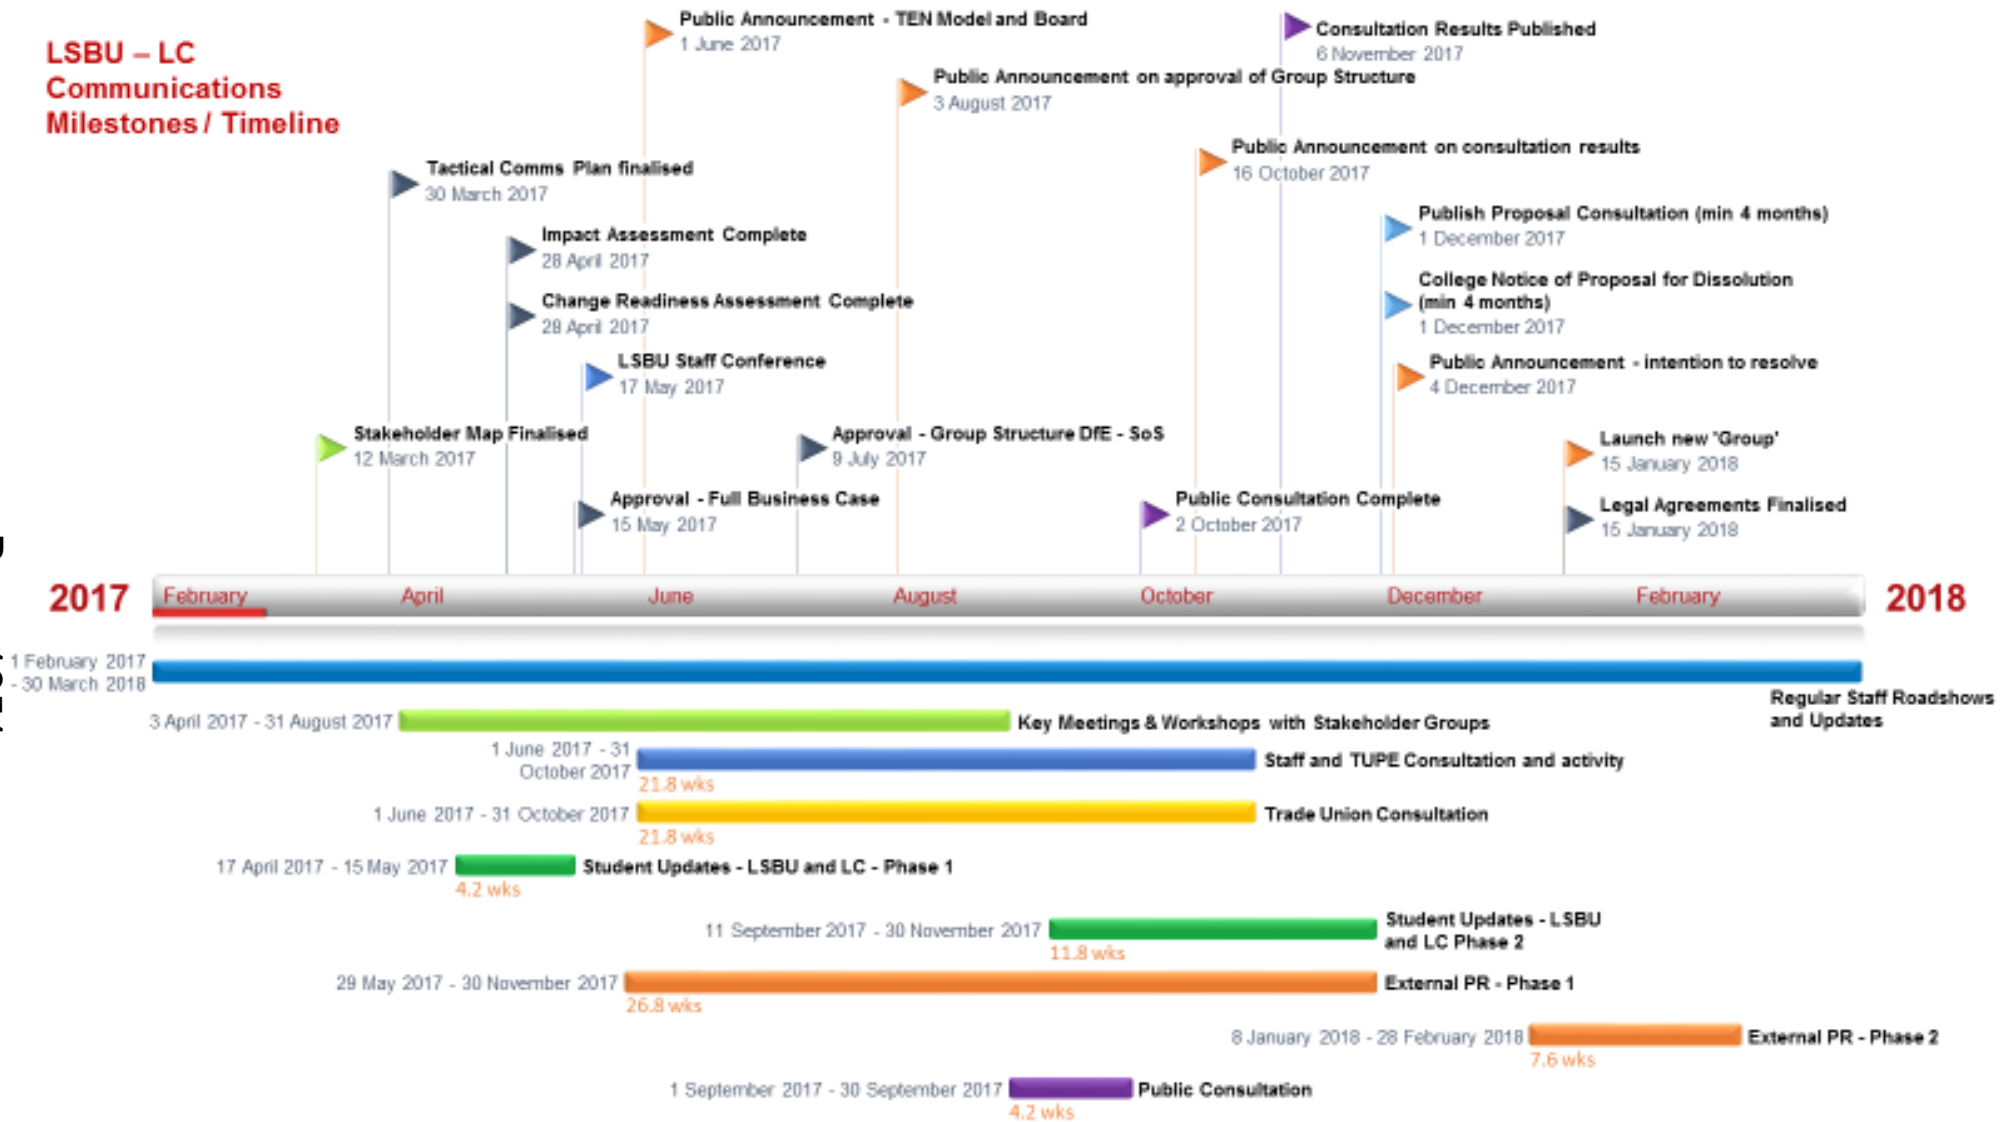 LSBU – LC
Communications
Milestones / Timeline
Public Announcement - TEN Model and Board
1 June 2017
Consultation Results Published
6 November 2017
Public Announcement on approval of Group Structure
3 August 2017
Public Announcement on consultation results
16 October 2017
Tactical Comms Plan finalised
30 March 2017
Publish Proposal Consultation (min 4 months)
1 December 2017
Impact Assessment Complete
28 April 2017
College Notice of Proposal for Dissolution
(min 4 months)
1 December 2017
Change Readiness Assessment Complete
28 April 2017
LSBU Staff Conference
17 May 2017
Public Announcement - intention to resolve
4 December 2017
Stakeholder Map Finalised
12 March 2017
Approval - Group Structure DfE - SoS
9 July 2017
Launch new 'Group'
15 January 2018
Approval - Full Business Case
15 May 2017
Public Consultation Complete
2 October 2017
Legal Agreements Finalised
15 January 2018
2017 February April June August October December February 2018
1 February 2017
- 30 March 2018
Regular Staff Roadshows
and Updates
3 April 2017 - 31 August 2017 Key Meetings & Workshops with Stakeholder Groups
1 June 2017 - 31
October 2017
Staff and TUPE Consultation and activity
21.8 wks
1 June 2017 - 31 October 2017 Trade Union Consultation
21.8 wks
17 April 2017 - 15 May 2017 Student Updates - LSBU and LC - Phase 1
4.2 wks
11 September 2017 - 30 November 2017 Student Updates - LSBU
and LC Phase 2
11.8 wks
29 May 2017 - 30 November 2017 External PR - Phase 1
26.8 wks
8 January 2018 - 28 February 2018 External PR - Phase 2
7.6 wks
1 September 2017 - 30 September 2017 Public Consultation
4.2 wks